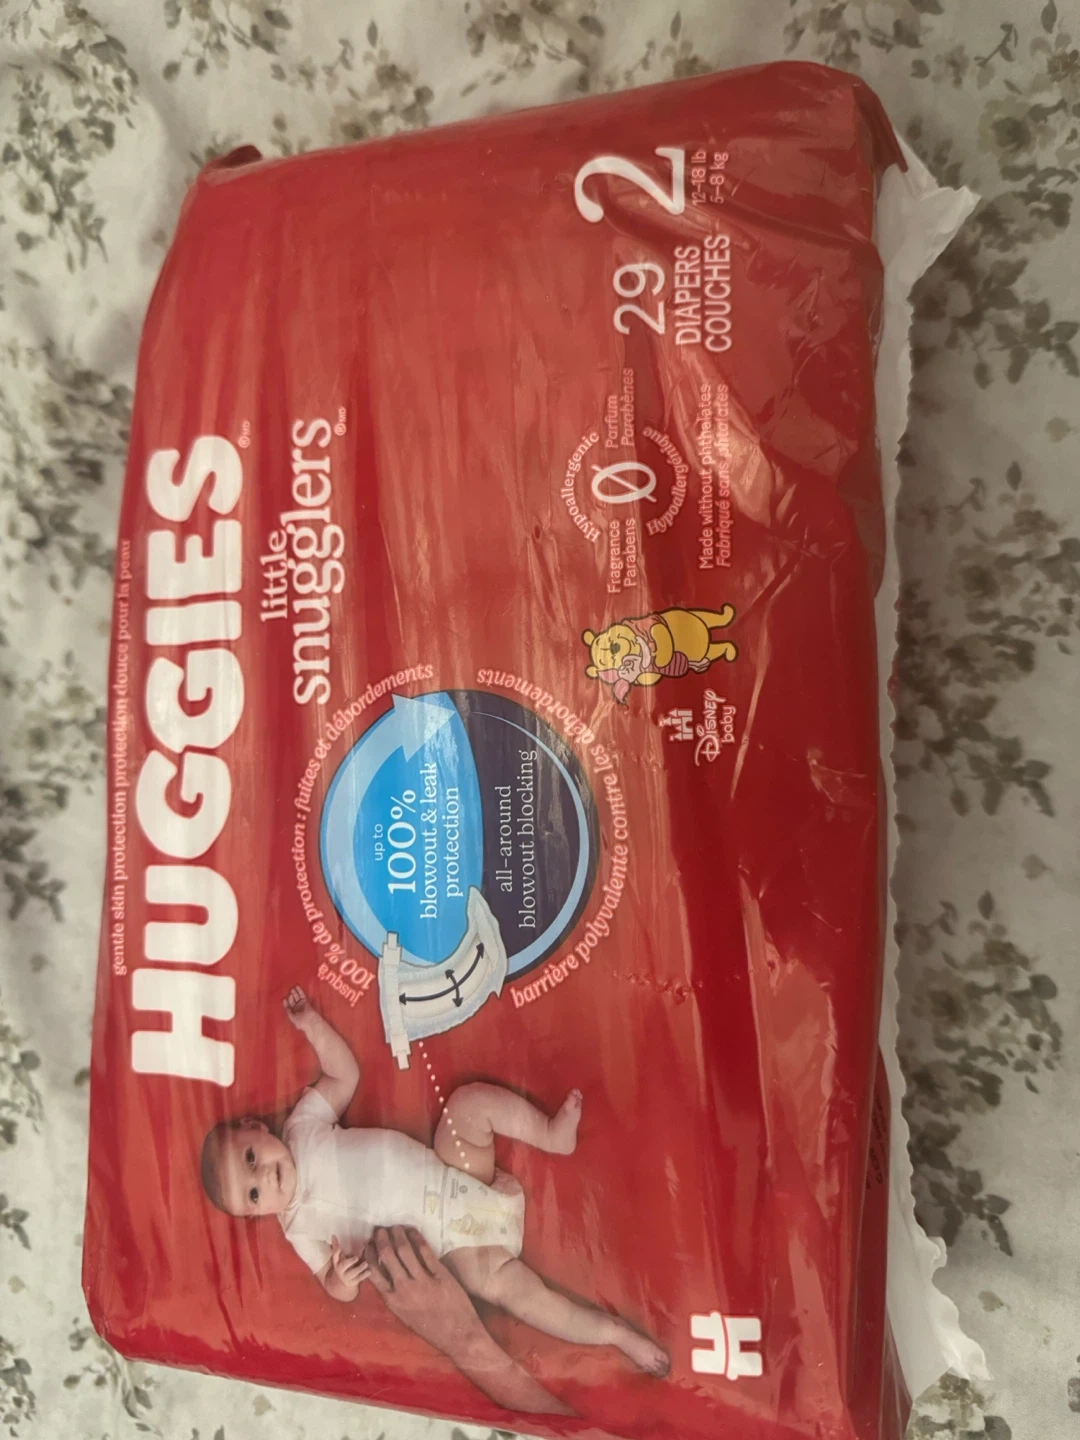 gentle skin protection protection douce pour la peau
HUGGIES
®MD
little
snugglers
®MD
jusqu'à
100 % de protection : fuites et débordements
up to
100%
blowout & leak
protection
all-around
blowout blocking
barrière polyvalente contre les débordements
Disney
baby
Hypoallergenic
Fragrance
Parabens
0
Parfum
Parabènes
Hypoallergénique
Made without phthalates
Fabriqué sans phtalates
29
DIAPERS
COUCHES
2
12-18 lb
5-8 kg
H